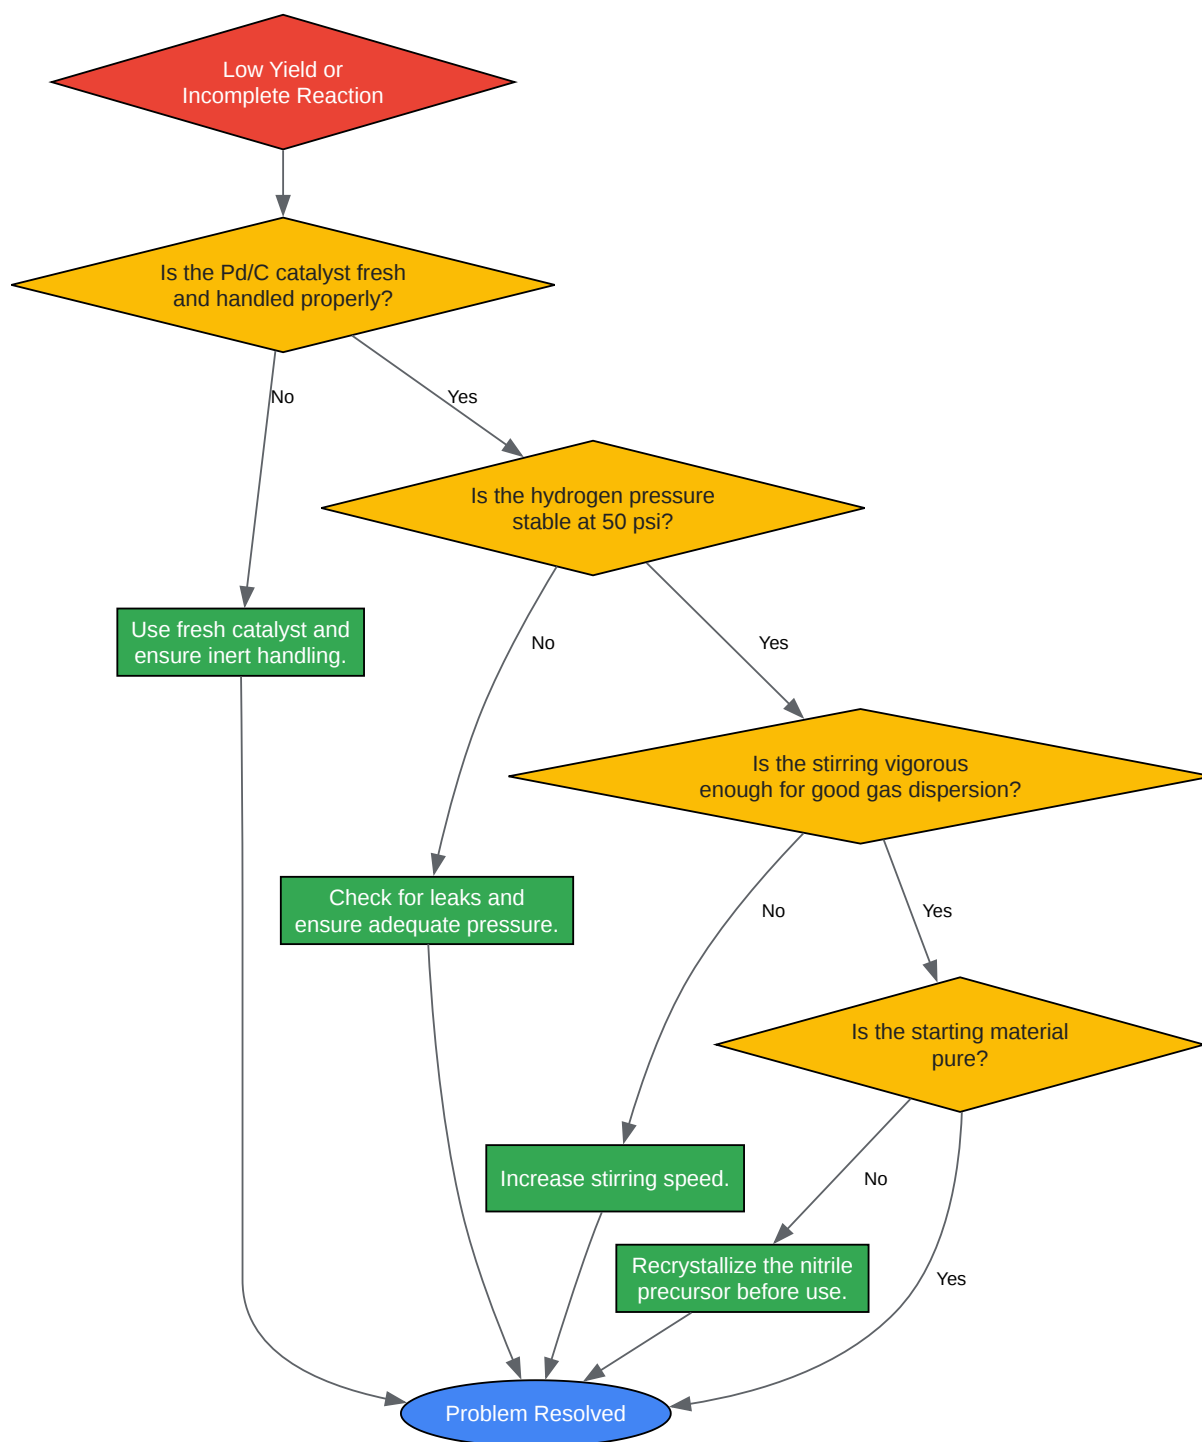 Low Yield or
Incomplete Reaction
Is the Pd/C catalyst fresh
and handled properly?
No
Yes
Is the hydrogen pressure
stable at 50 psi?
Use fresh catalyst and
ensure inert handling.
No
Yes
Is the stirring vigorous
enough for good gas dispersion?
Check for leaks and
ensure adequate pressure.
No
Yes
Is the starting material
pure?
Increase stirring speed.
No
Recrystallize the nitrile
precursor before use.
Yes
Problem Resolved